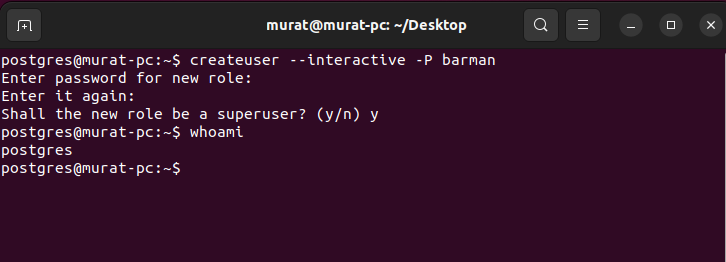 murat@murat-pc: ~/Desktop
postgres@murat-pc:~$ createuser --interactive -P barman
Enter password for new role:
Enter it again:
Shall the new role be a superuser? (y/n) y
postgres@murat-pc:~$ whoami
postgres
postgres@murat-pc:~$